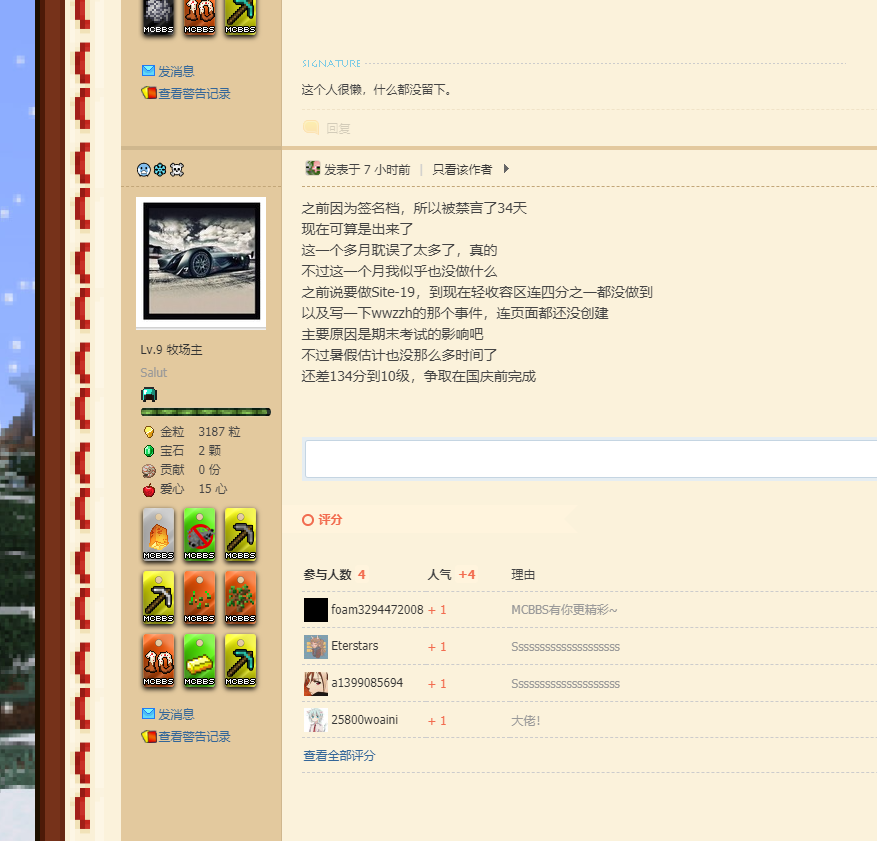 MCBBS
10
MCBBS
MCBBS
发消息
查看警告记录
SIGNATURE
这个人很懒，什么都没留下。
回复
发表于 7 小时前 | 只看该作者
之前因为签名档，所以被禁言了34天
现在可算是出来了
这一个多月耽误了太多了，真的
不过这一个月我似乎也没做什么
之前说要做Site-19，到现在轻收容区连四分之一都没做到
以及写一下wwzzh的那个事件，连页面都还没创建
主要原因是期末考试的影响吧
不过暑假估计也没那么多时间了
还差134分到10级，争取在国庆前完成
Lv.9 牧场主
Salut
金粒 3187 粒
宝石 2 颗
贡献 0 份
爱心 15 心
MCBBS
MCBBS
MCBBS
MCBBS
MCBBS
MCBBS
10
MCBBS
MCBBS
MCBBS
发消息
查看警告记录
评分
参与人数 4 人气 +4 理由
foam3294472008 + 1 MCBBS有你更精彩~
Eterstars + 1 Ssssssssssssssssssss
a1399085694 + 1 Ssssssssssssssssssss
25800woaini + 1 大佬!
查看全部评分